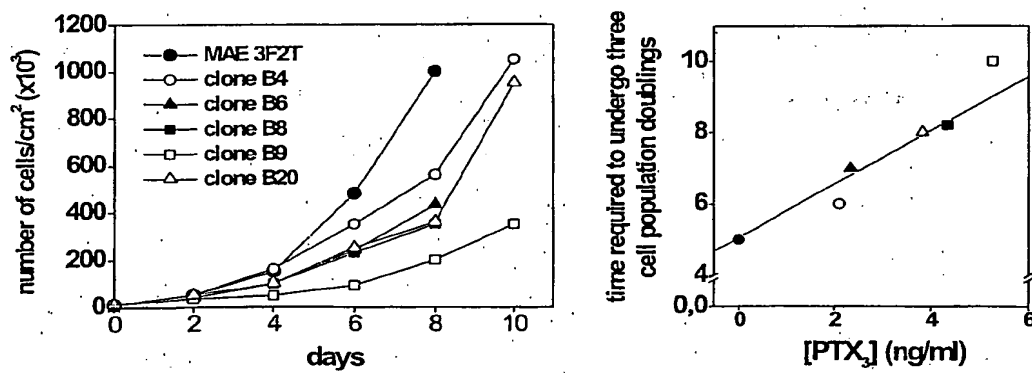 number of cells/cm² (x10³)
1200
1000
800
600
400
200
0
MAE 3F2T
clone B4
clone B6
clone B8
clone B9
clone B20
0 2 4 6 8 10
days
time required to undergo three
cell population doublings
10
8
6
4
0,0
0 2 4 6
[PTX₃] (ng/ml)